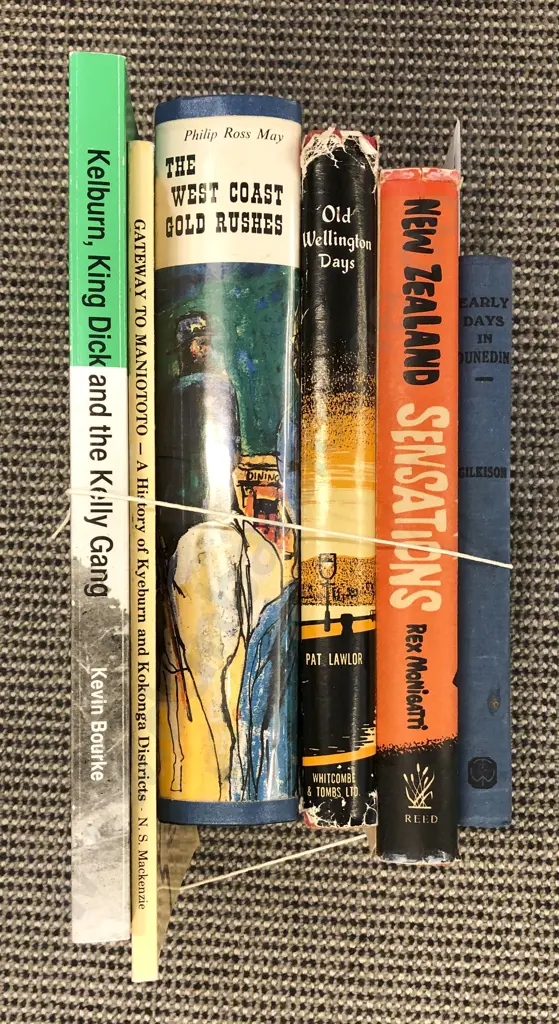 Kelburn, King Dick and the Kelly Gang
Kevin Bourke
GATEWAY TO MANIOTOTO — A History of Kyeburn and Kokonga Districts - N. S. Mackenzie
Philip Ross May
THE
WEST COAST
GOLD RUSHES
DINING
Old
Wellington
Days
PAT LAWLOR
WHITCOMBE
& TOMBS LTD.
NEW ZEALAND SENSATIONS
REX MONIGATTI
REED
EARLY
DAYS
IN
DUNEDIN
GILKISON